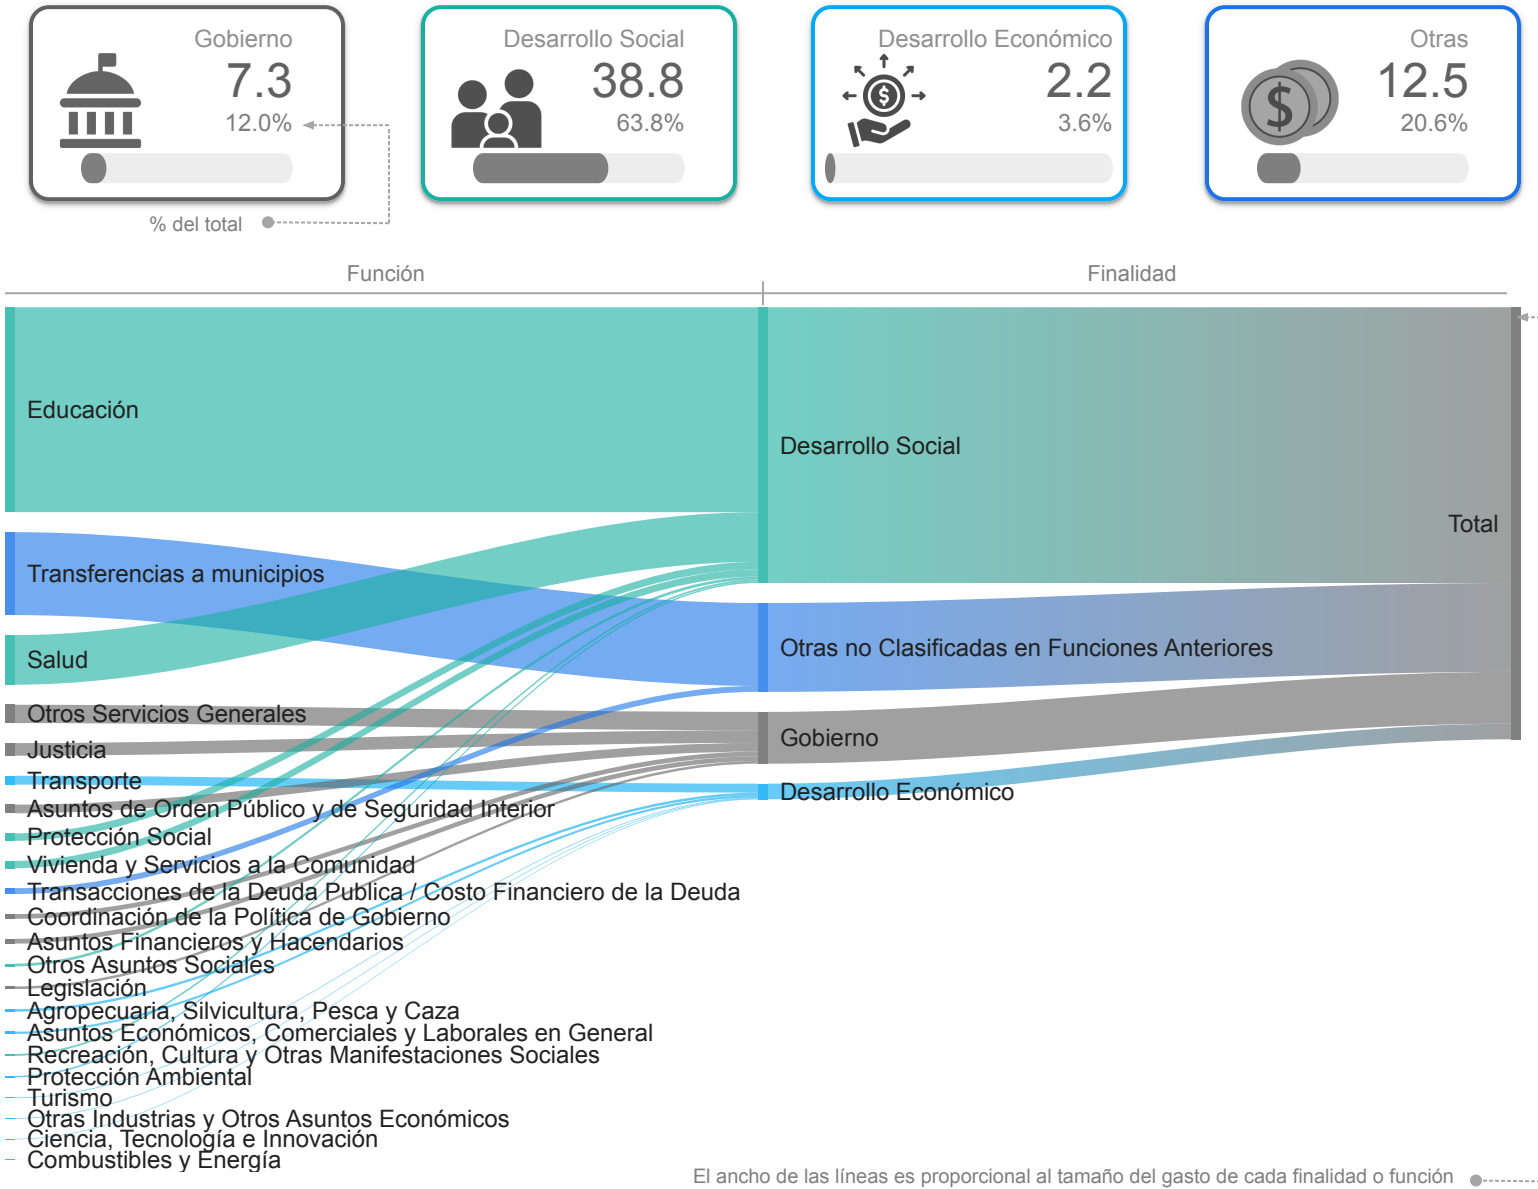 Gobierno
7.3
12.0%
Desarrollo Social
38.8
63.8%
Desarrollo Económico
2.2
3.6%
Otras
12.5
20.6%
% del total
Función
Finalidad
Educación
Desarrollo Social
Total
Transferencias a municipios
Salud
Otras no Clasificadas en Funciones Anteriores
Otros Servicios Generales
Gobierno
Justicia
Transporte
Desarrollo Económico
Asuntos de Orden Público y de Seguridad Interior
Protección Social
Vivienda y Servicios a la Comunidad
Transacciones de la Deuda Publica / Costo Financiero de la Deuda
Coordinación de la Política de Gobierno
Asuntos Financieros y Hacendarios
Otros Asuntos Sociales
Legislación
Agropecuaria, Silvicultura, Pesca y Caza
Asuntos Económicos, Comerciales y Laborales en General
Recreación, Cultura y Otras Manifestaciones Sociales
Protección Ambiental
Turismo
Otras Industrias y Otros Asuntos Económicos
Ciencia, Tecnología e Innovación
Combustibles y Energía
El ancho de las líneas es proporcional al tamaño del gasto de cada finalidad o función